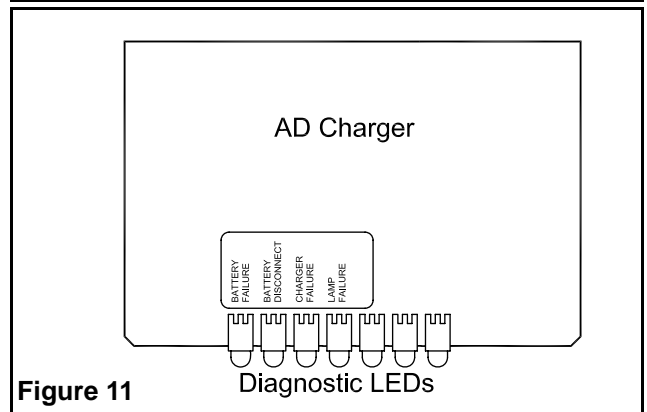 AD Charger
BATTERY
FAILURE
BATTERY
DISCONNECT
CHARGER
FAILURE
LAMP
FAILURE
Diagnostic LEDs
Figure 11